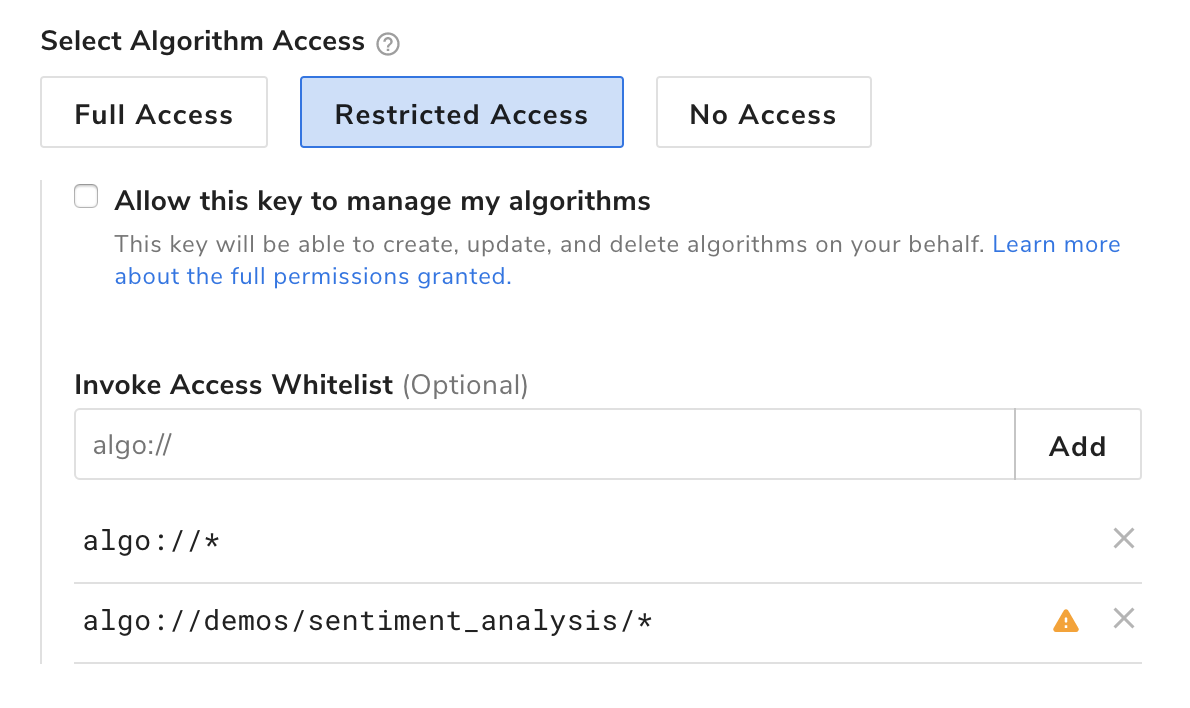 Select Algorithm Access ?
Full Access
Restricted Access
No Access
Allow this key to manage my algorithms
This key will be able to create, update, and delete algorithms on your behalf. Learn more
about the full permissions granted.
Invoke Access Whitelist (Optional)
algo://
Add
algo://*
algo://demos/sentiment_analysis/*